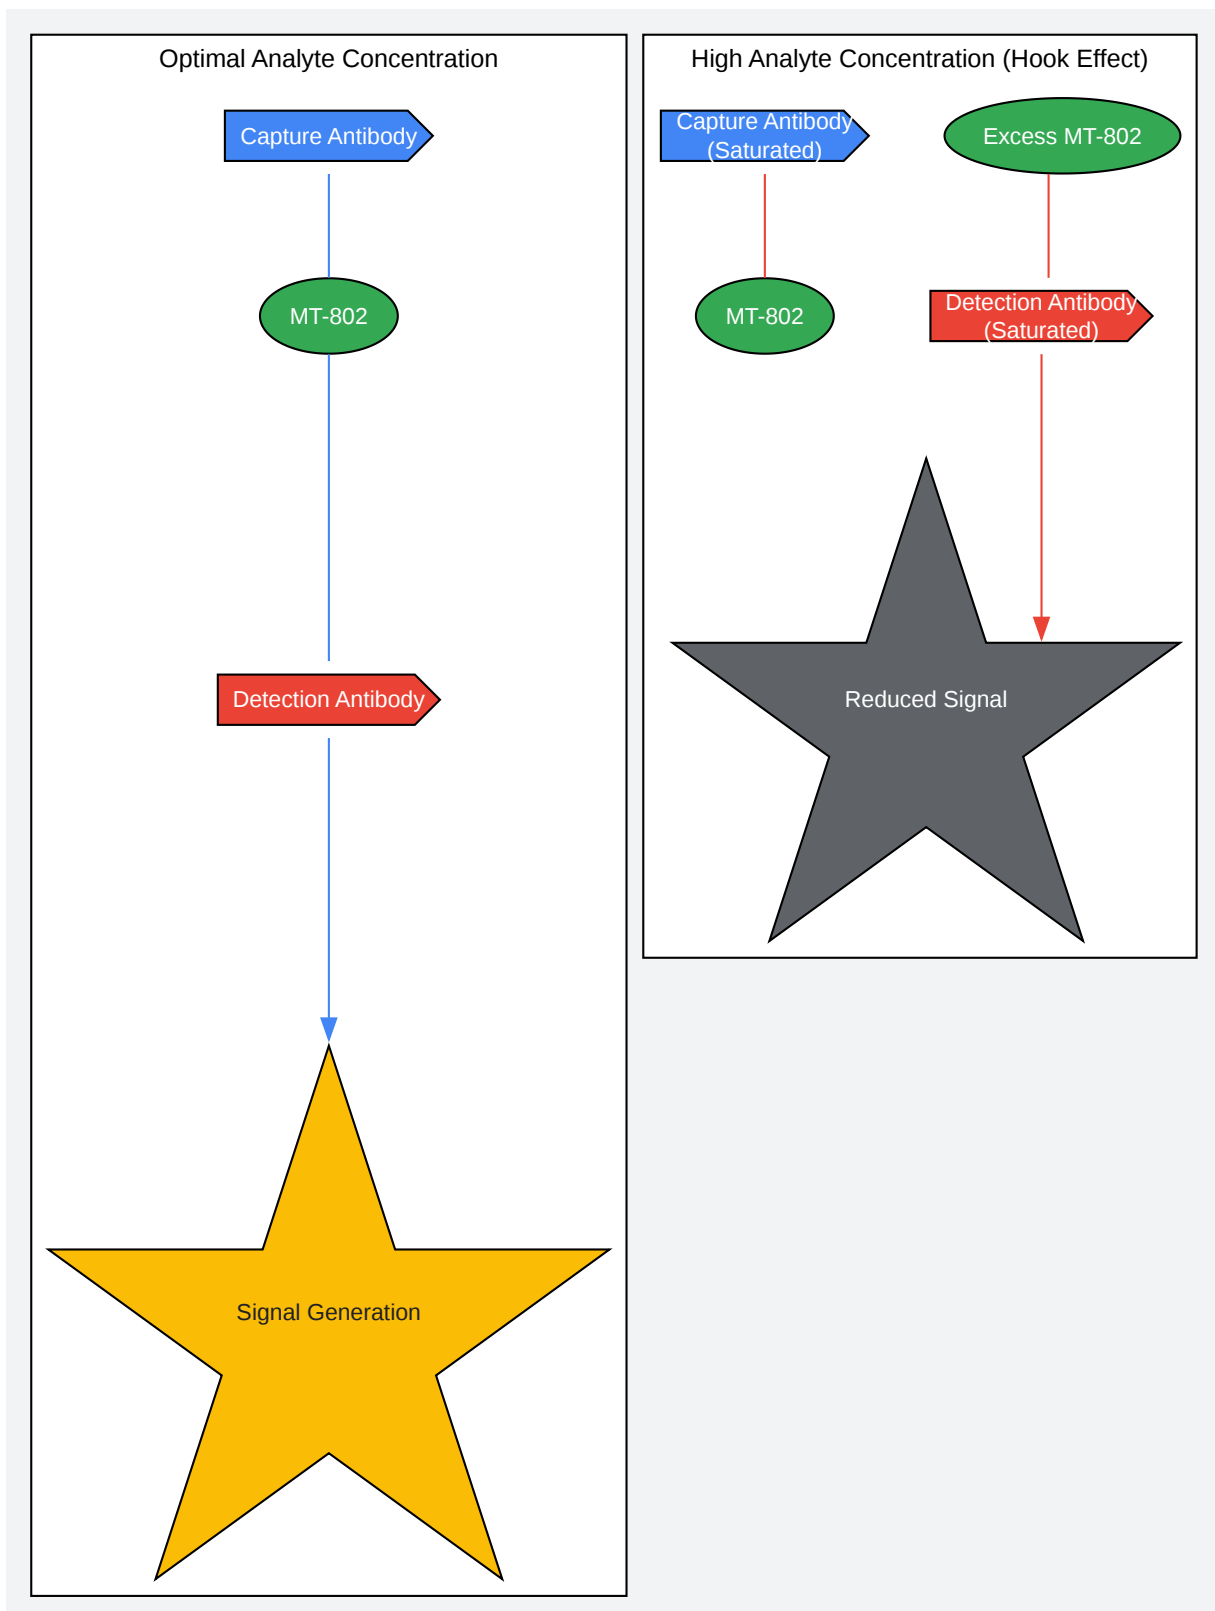 Optimal Analyte Concentration
Capture Antibody
MT-802
Detection Antibody
Signal Generation
High Analyte Concentration (Hook Effect)
Capture Antibody
(Saturated)
Excess MT-802
MT-802
Detection Antibody
(Saturated)
Reduced Signal